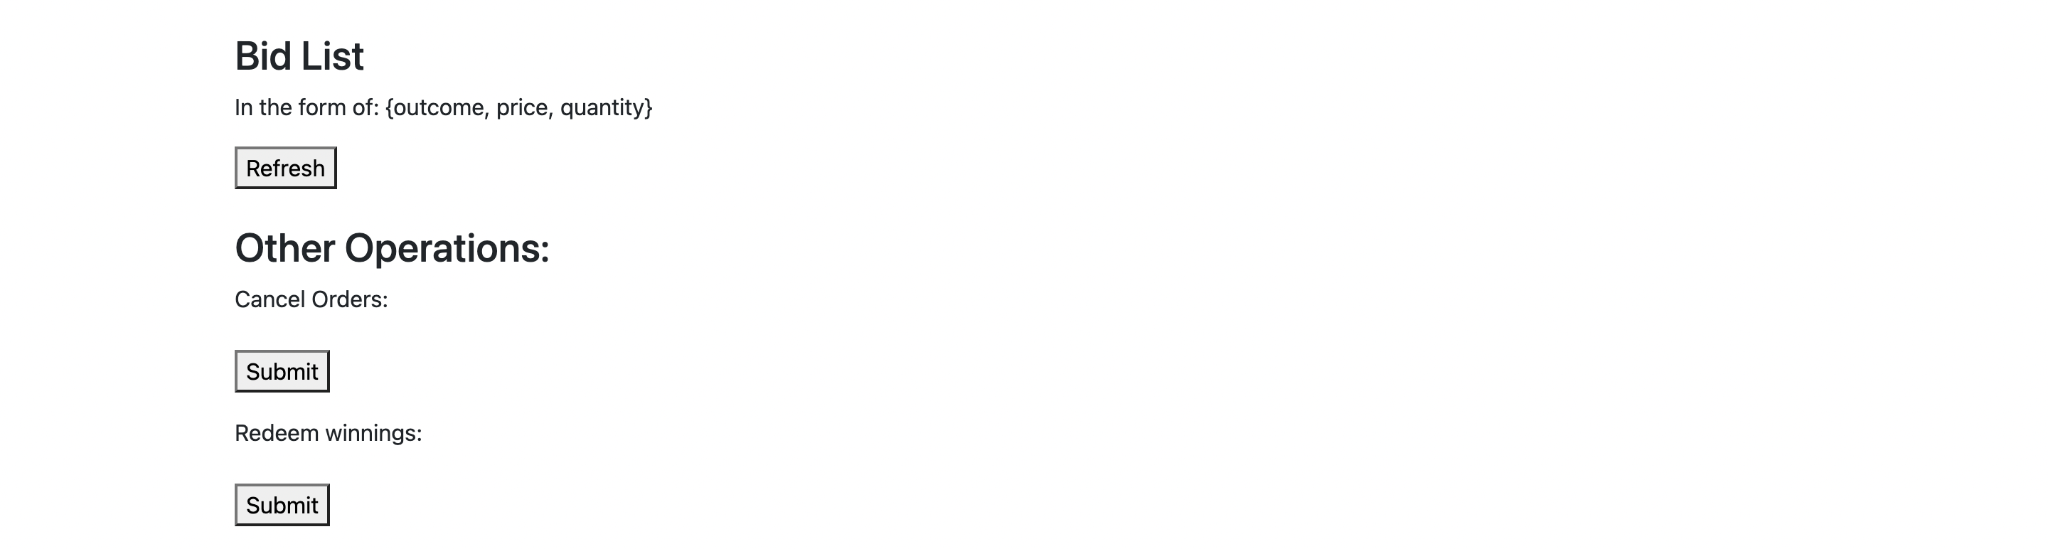 Bid List
In the form of: {outcome, price, quantity}
Refresh
Other Operations:
Cancel Orders:
Submit
Redeem winnings:
Submit